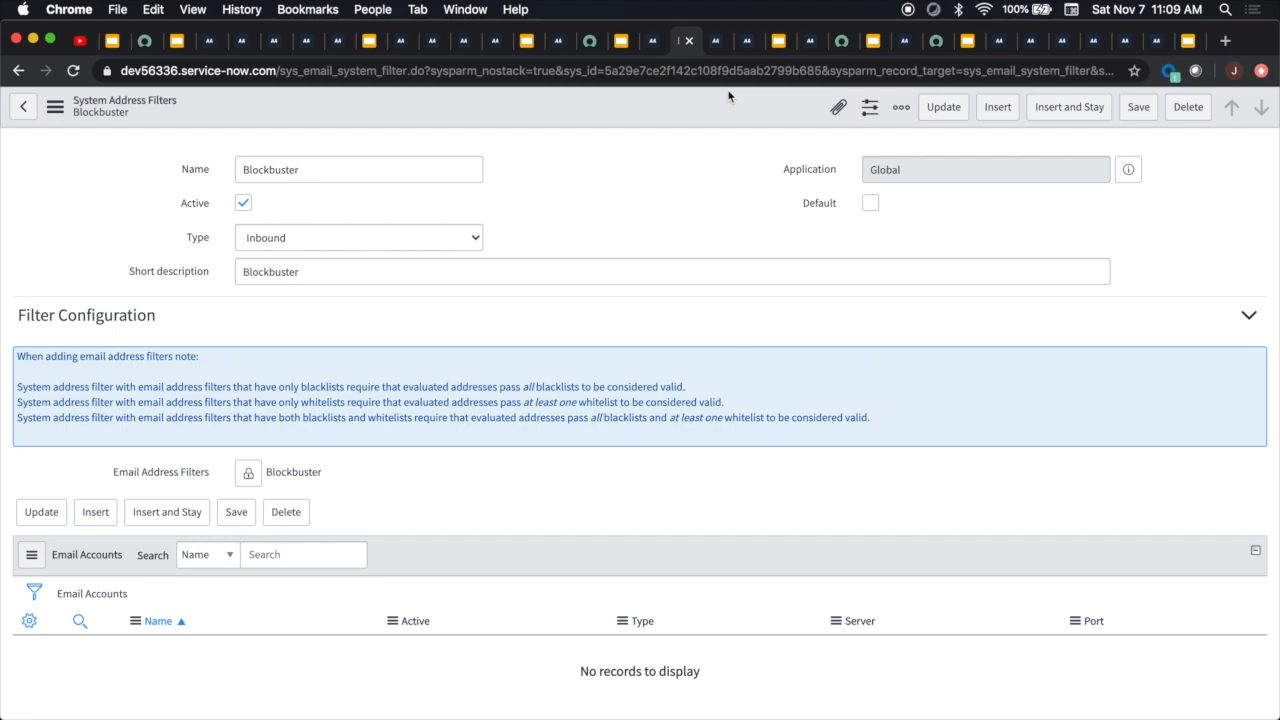 Chrome File Edit View History Bookmarks People Tab Window Help 100% Sat Nov 7 11:09 AM
dev56336.service-now.com/sys_email_system_filter.do?sysparm_nostack=true&sys_id=5a29e7ce2f142c108f9d5aab2799b685&sysparm_record_target=sys_email_system_filter&s...
J
System Address Filters
Blockbuster
Update Insert Insert and Stay Save Delete
Name Blockbuster Application Global
Active Default
Type Inbound
Short description Blockbuster
Filter Configuration
When adding email address filters note:
System address filter with email address filters that have only blacklists require that evaluated addresses pass all blacklists to be considered valid.
System address filter with email address filters that have only whitelists require that evaluated addresses pass at least one whitelist to be considered valid.
System address filter with email address filters that have both blacklists and whitelists require that evaluated addresses pass all blacklists and at least one whitelist to be considered valid.
Email Address Filters Blockbuster
Update Insert Insert and Stay Save Delete
Email Accounts Search Name Search
Email Accounts
Name Active Type Server Port
No records to display